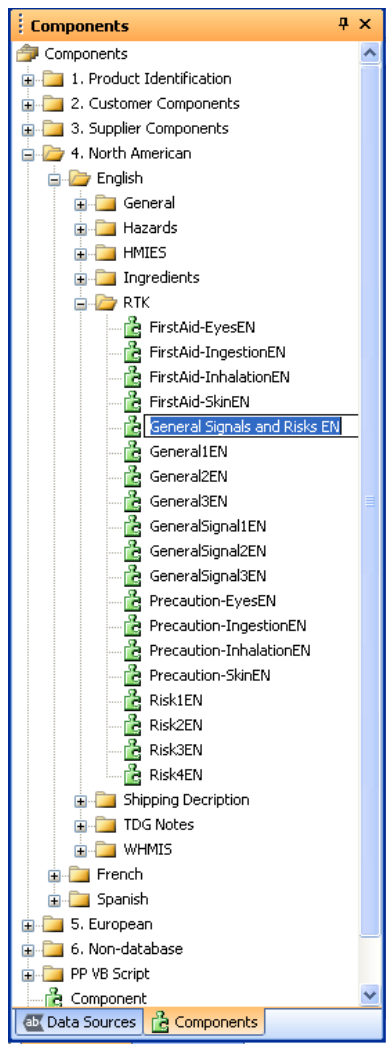 Components
Components
1. Product Identification
2. Customer Components
3. Supplier Components
4. North American
English
General
Hazards
HMIES
Ingredients
RTK
FirstAid-EyesEN
FirstAid-IngestionEN
FirstAid-InhalationEN
FirstAid-SkinEN
General Signals and Risks EN
General1EN
General2EN
General3EN
GeneralSignal1EN
GeneralSignal2EN
GeneralSignal3EN
Precaution-EyesEN
Precaution-IngestionEN
Precaution-InhalationEN
Precaution-SkinEN
Risk1EN
Risk2EN
Risk3EN
Risk4EN
Shipping Decription
TDG Notes
WHMIS
French
Spanish
5. European
6. Non-database
PP VB Script
Component
ab Data Sources Components